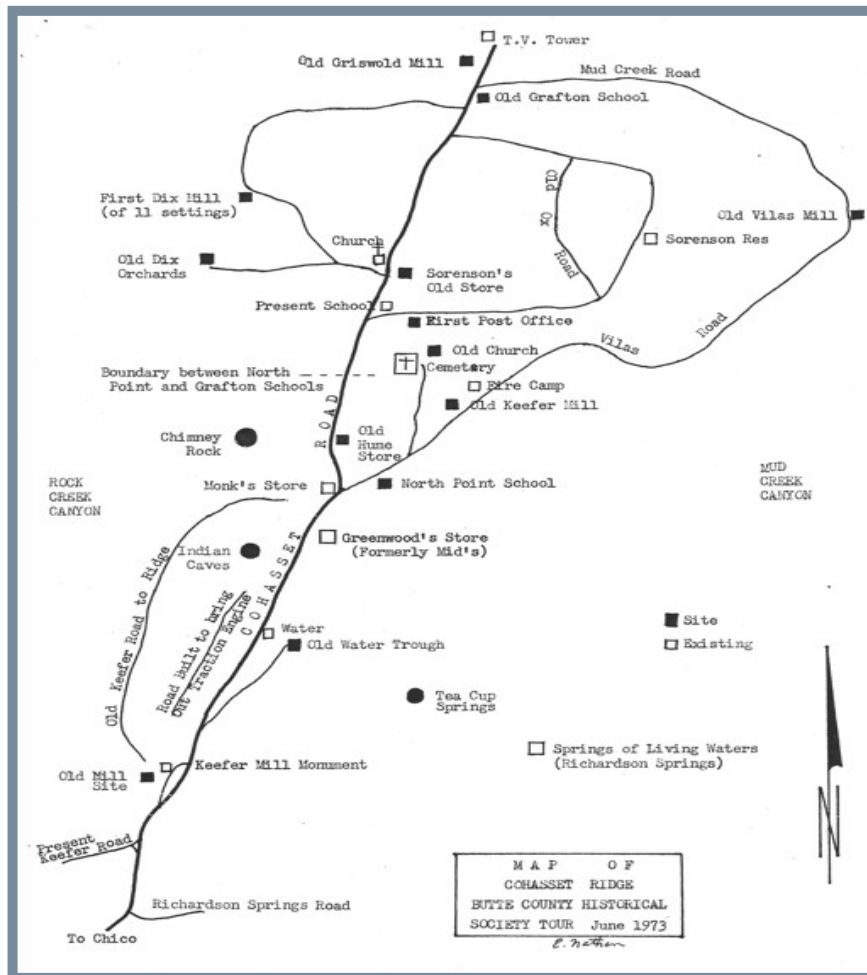 T.V. Tower
Old Griswold Mill
Mud Creek Road
Old Grafton School
First Dix Mill
(of 11 settings)
Old Ox Road
Old Vilas Mill
Sorenson Res
Church
Old Dix
Orchards
Sorenson's
Old Store
Present School
First Post Office
Vilas Road
Old Church
Boundary between North
Point and Grafton Schools
Cemetery
Fire Camp
Old Keefer Mill
Chimney
Rock
Old
Hume
Store
COHASSET ROAD
ROCK
CREEK
CANYON
MUD
CREEK
CANYON
Monk's Store
North Point School
Greenwood's Store
(Formerly Mid's)
Indian
Caves
Old Keefer Road to Ridge
Road Built to bring
Out Traction Engine
Water
Old Water Trough
Site
Existing
Tea Cup
Springs
Springs of Living Waters
(Richardson Springs)
Keefer Mill Monument
Old Mill
Site
N
Present
Keefer Road
Richardson Springs Road
To Chico
MAP OF
COHASSET RIDGE
BUTTE COUNTY HISTORICAL
SOCIETY TOUR June 1973
E. Nathan